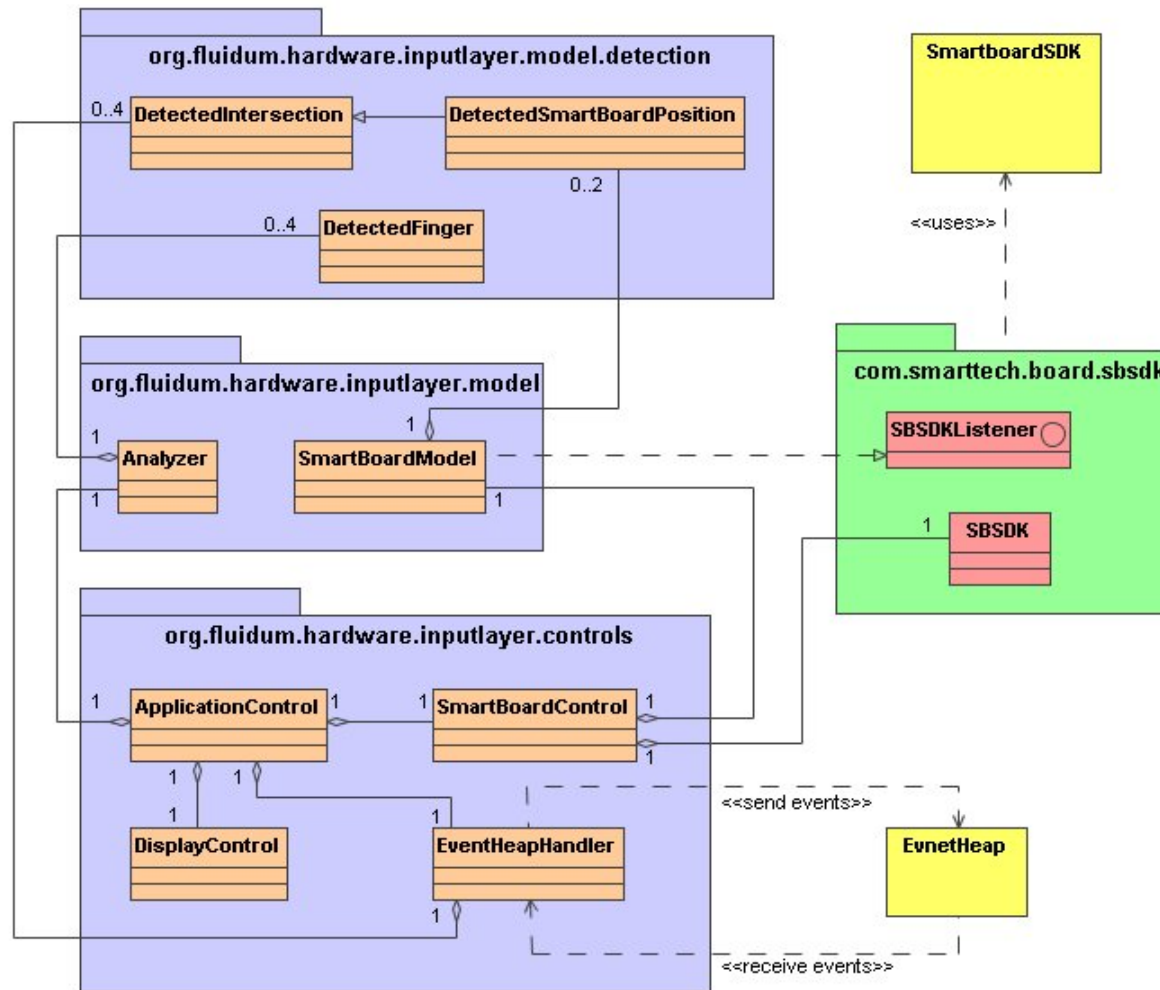 org.fluidum.hardware.inputlayer.model.detection
SmartboardSDK
0..4
DetectedIntersection
DetectedSmartBoardPosition
0..2
0..4
DetectedFinger
<<uses>>
org.fluidum.hardware.inputlayer.model
com.smarttech.board.sbsdk
1
1
SBSDKListener
Analyzer
SmartBoardModel
1
1
1
SBSDK
org.fluidum.hardware.inputlayer.controls
1
ApplicationControl
1
1
SmartBoardControl
1
1
1
1
<<send events>>
1
1
DisplayControl
EventHeapHandler
EvnetHeap
1
<<receive events>>